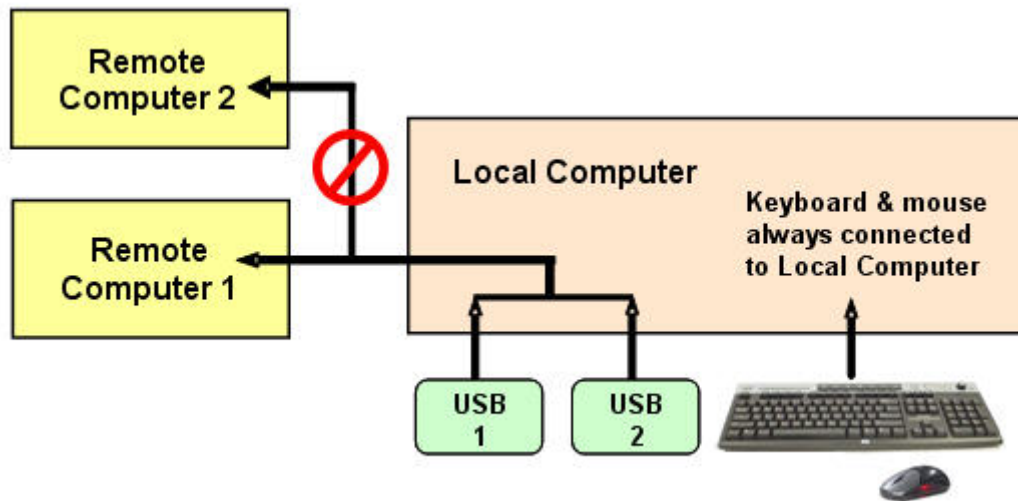 Remote
Computer 2
Local Computer
Keyboard & mouse
always connected
to Local Computer
Remote
Computer 1
USB
1
USB
2